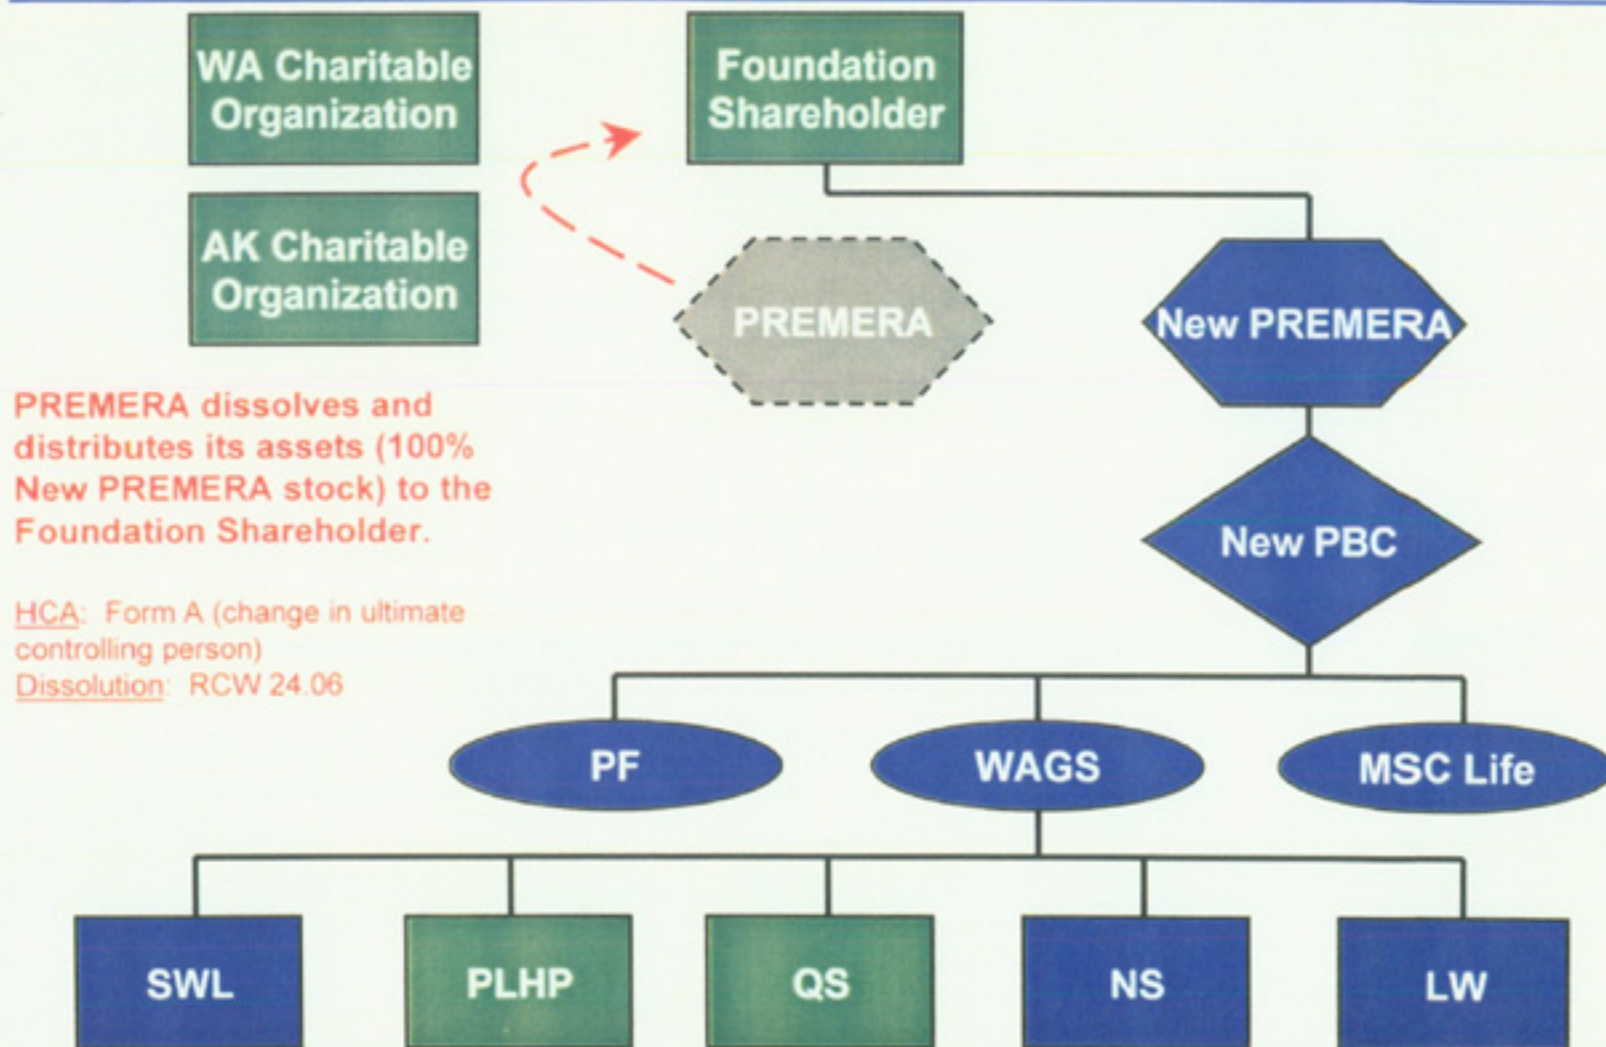 WA Charitable
Organization
Foundation
Shareholder
AK Charitable
Organization
PREMERA
New PREMERA
PREMERA dissolves and
distributes its assets (100%
New PREMERA stock) to the
Foundation Shareholder.
New PBC
HCA: Form A (change in ultimate
controlling person)
Dissolution: RCW 24.06
PF
WAGS
MSC Life
SWL
PLHP
QS
NS
LW